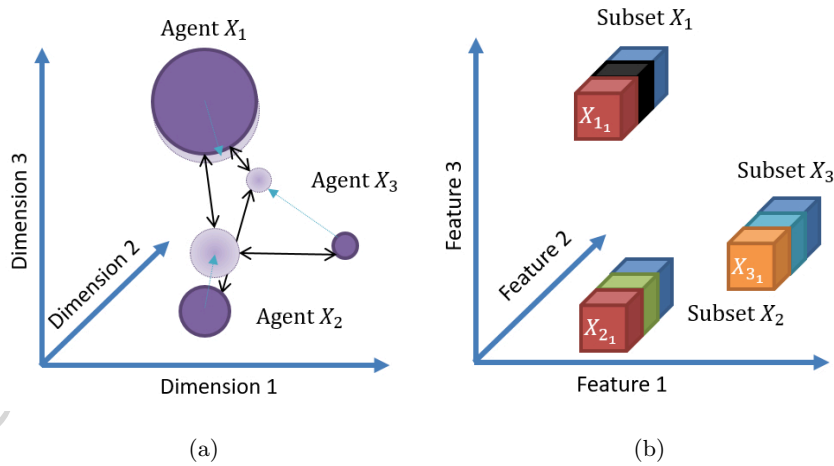 Agent X₁
Agent X₃
Agent X₂
Dimension 3
Dimension 2
Dimension 1
(a)
Subset X₁
X₁₁
Subset X₃
X₃₁
Subset X₂
X₂₁
Feature 3
Feature 2
Feature 1
(b)